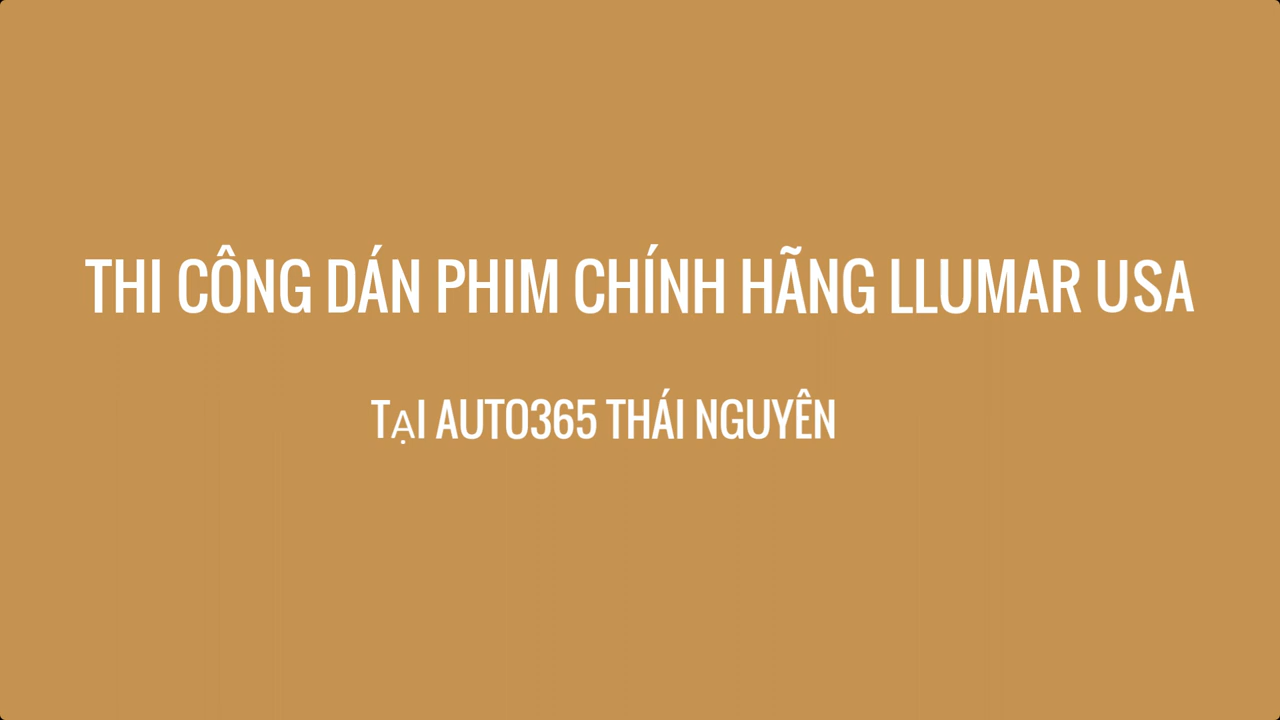 THI CÔNG DÁN PHIM CHÍNH HÃNG LLUMAR USA
TẠI AUTO365 THÁI NGUYÊN